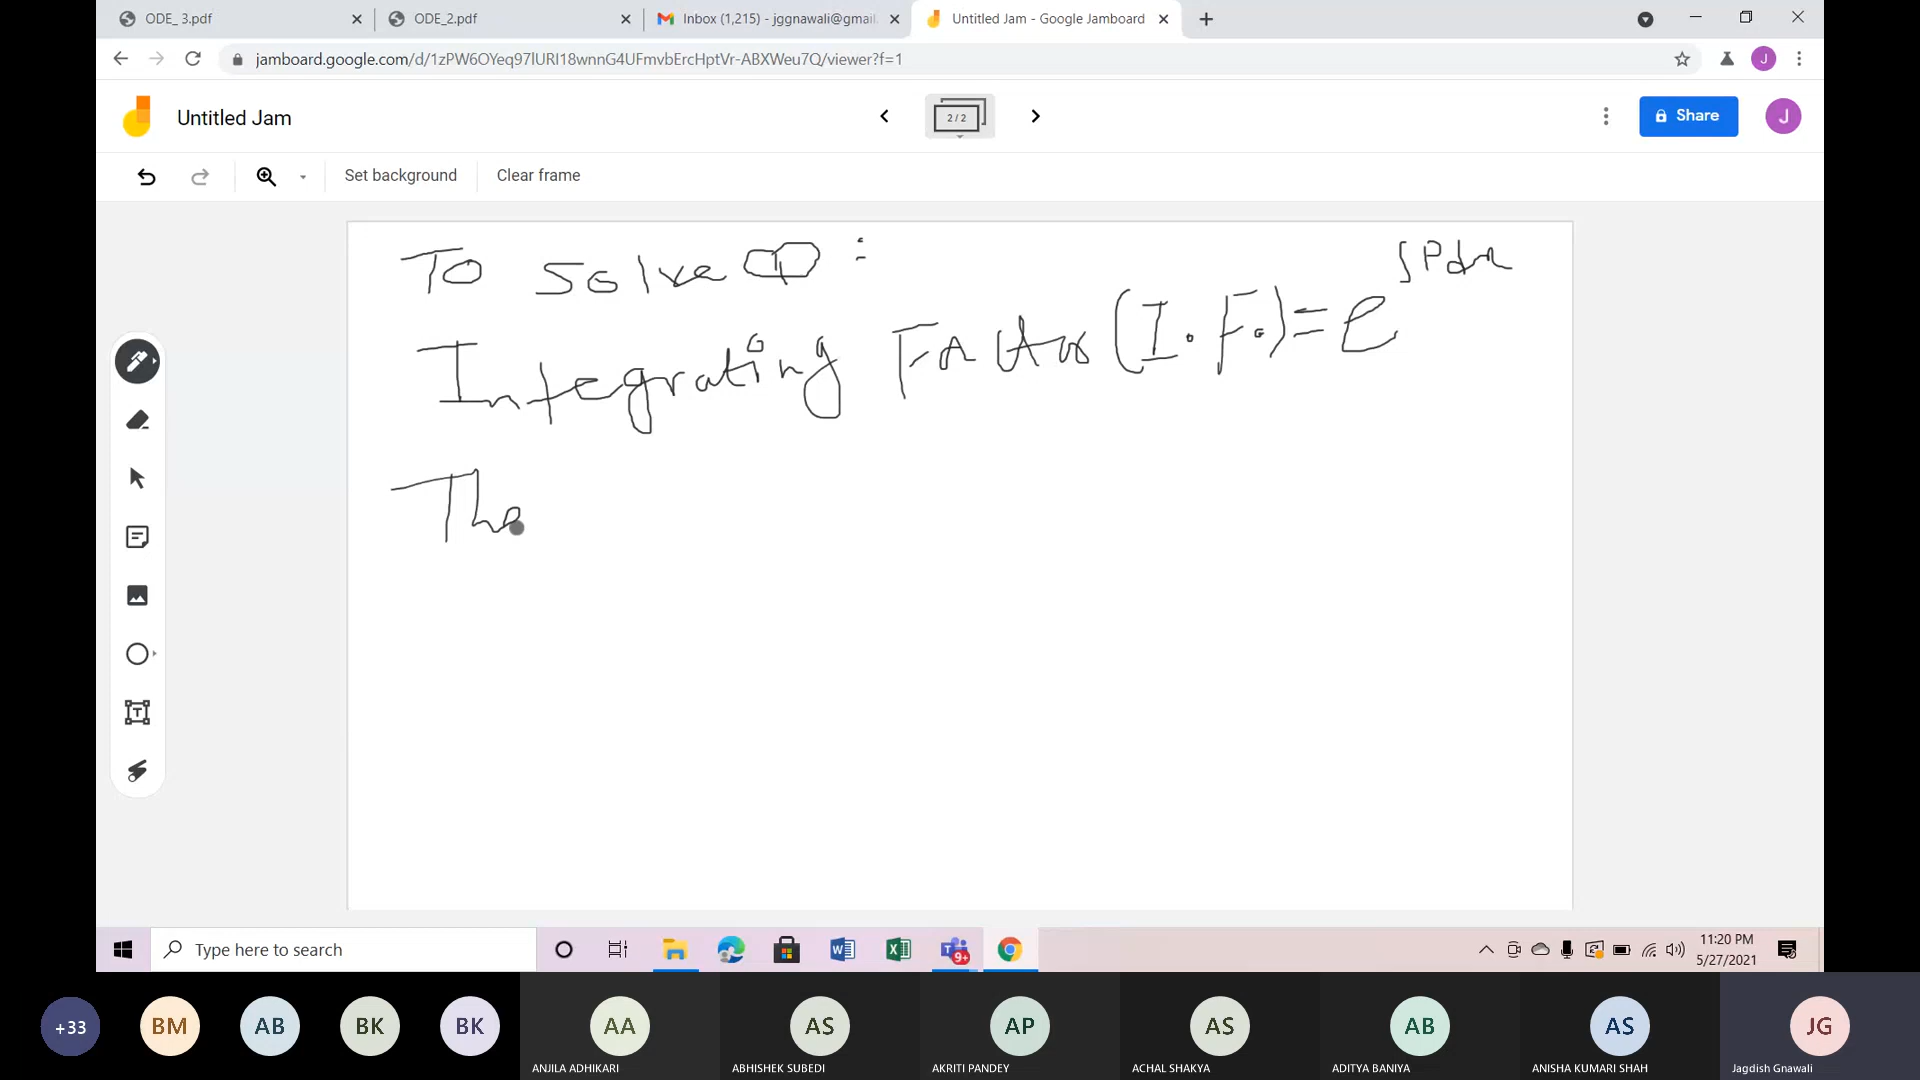 ODE_ 3.pdf
ODE_2.pdf
Inbox (1,215) - jggnawali@gmail.
Untitled Jam - Google Jamboard
jamboard.google.com/d/1zPW6OYeq97lURI18wnnG4UFmvbErcHptVr-ABXWeu7Q/viewer?f=1
J
Untitled Jam
2 / 2
Share
J
Set background
Clear frame
To solve ① :
Integrating Factor (I.F.) = e^∫Pdx
The
Type here to search
9+
11:20 PM
5/27/2021
+33
BM
AB
BK
BK
AA
AS
AP
AS
AB
AS
JG
ANJILA ADHIKARI
ABHISHEK SUBEDI
AKRITI PANDEY
ACHAL SHAKYA
ADITYA BANIYA
ANISHA KUMARI SHAH
Jagdish Gnawali